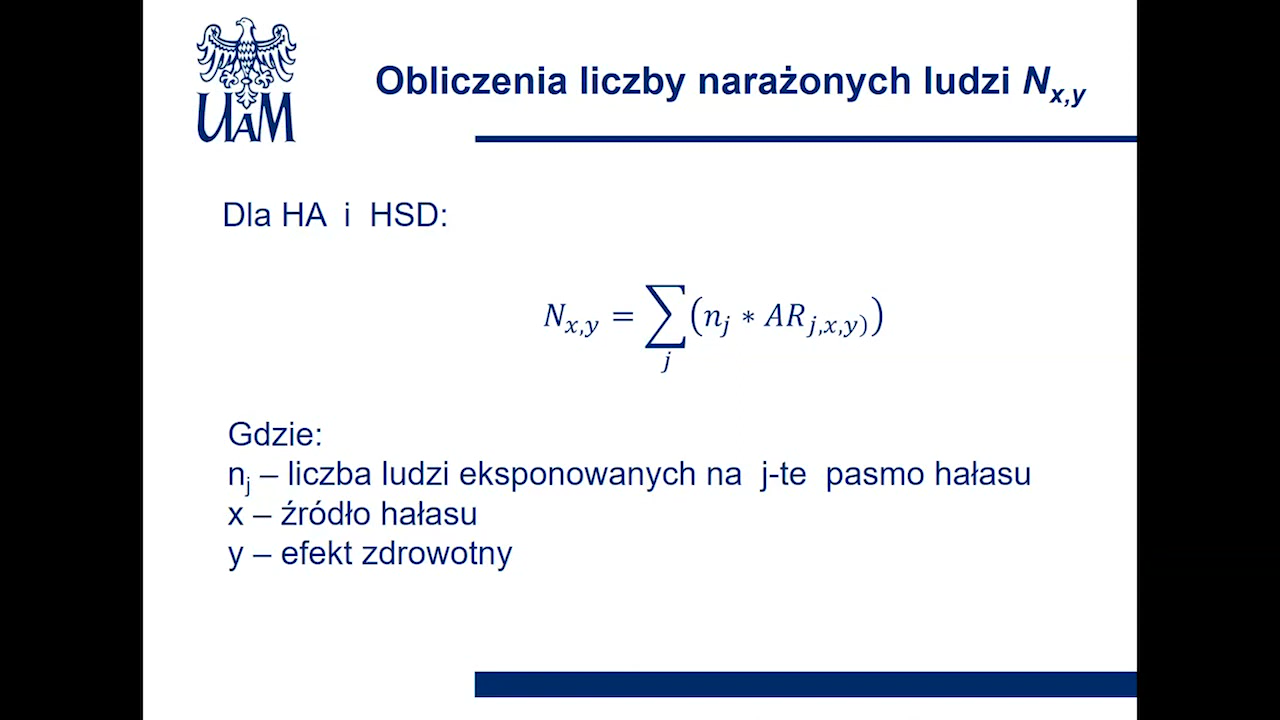 UAM
Obliczenia liczby narażonych ludzi Nx,y
Dla HA i HSD:
Nx,y = ∑j (nj * ARj,x,y))
Gdzie:
nj – liczba ludzi eksponowanych na j-te pasmo hałasu
x – źródło hałasu
y – efekt zdrowotny